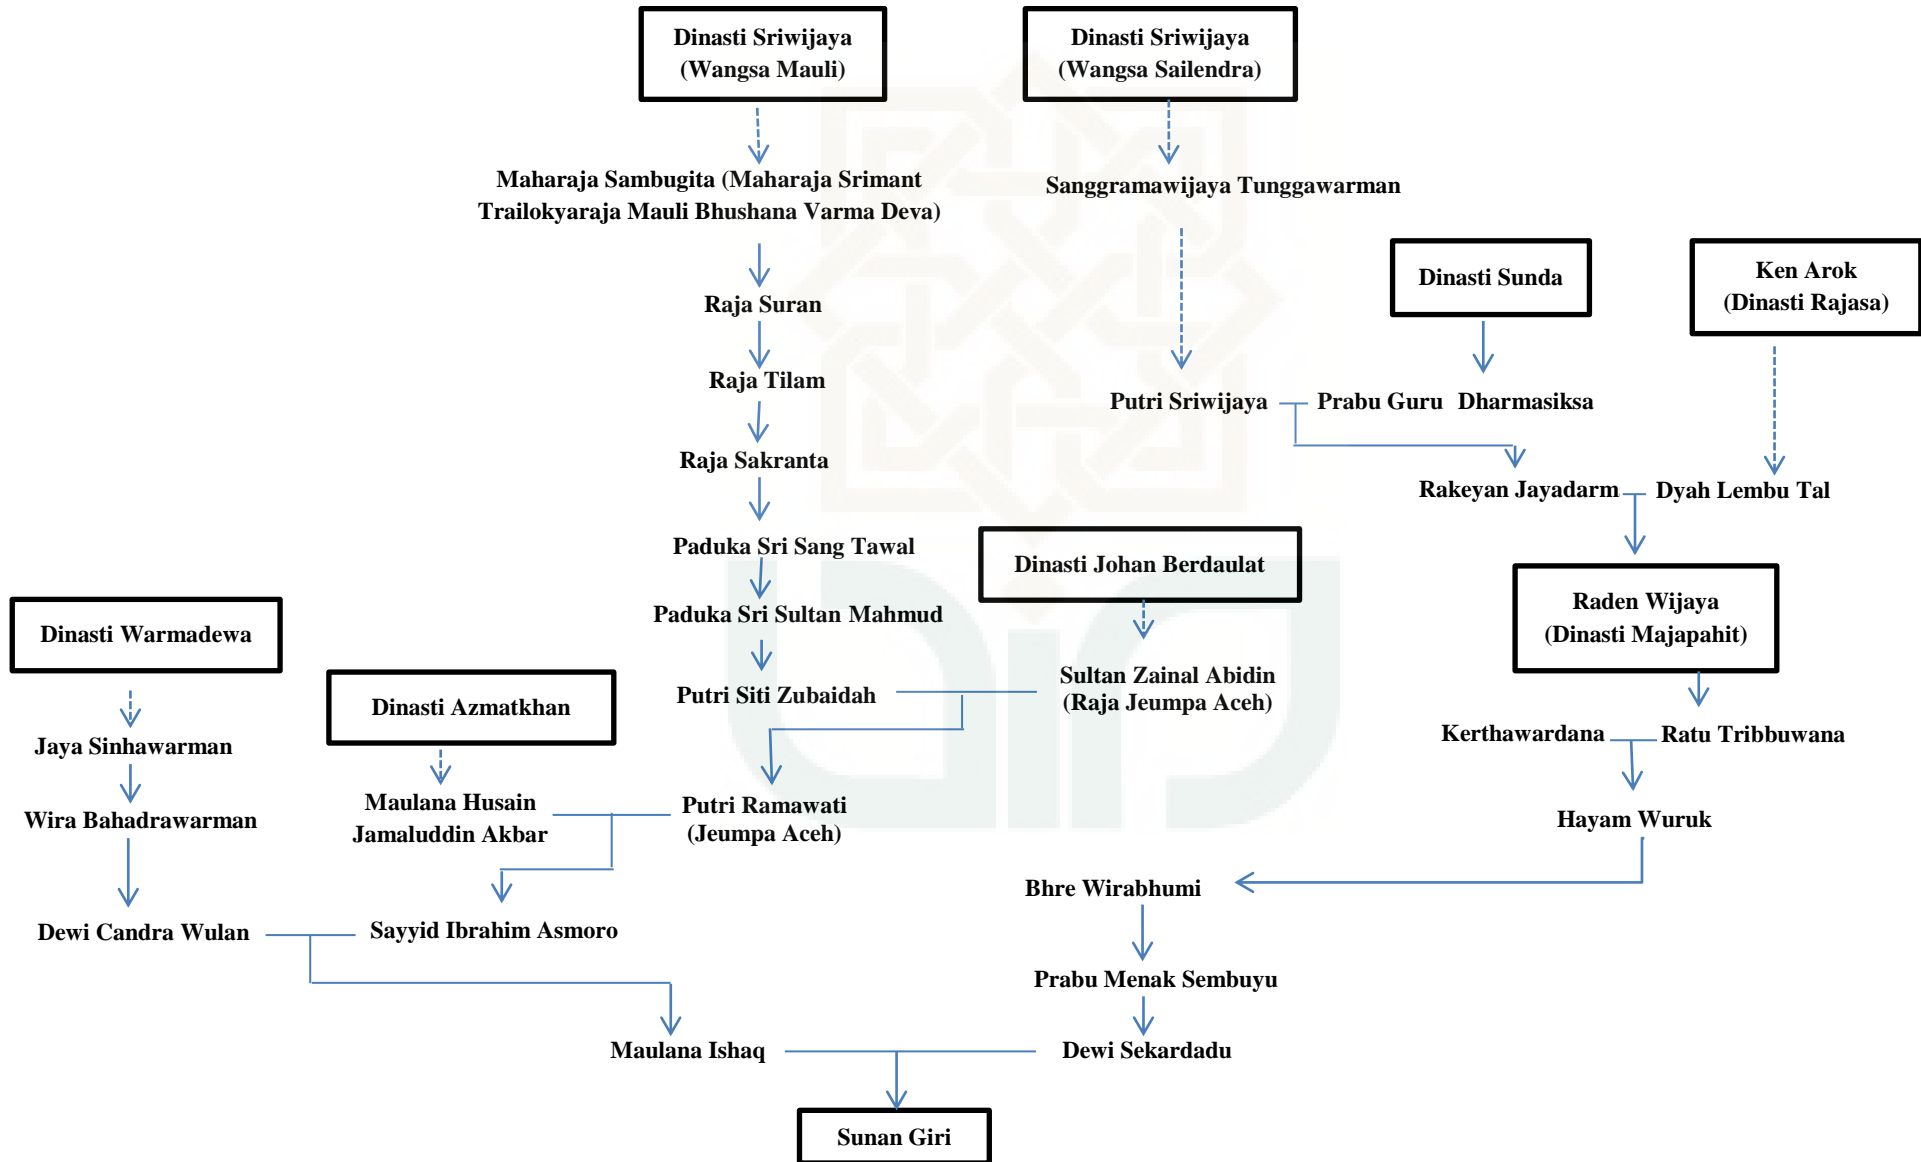 Dinasti Sriwijaya
(Wangsa Mauli)
Dinasti Sriwijaya
(Wangsa Sailendra)
Maharaja Sambugita (Maharaja Srimant
Trailokyaraja Mauli Bhushana Varma Deva)
Sanggramawijaya Tunggawarman
Dinasti Sunda
Ken Arok
(Dinasti Rajasa)
Raja Suran
Raja Tilam
Putri Sriwijaya
Prabu Guru Dharmasiksa
Raja Sakranta
Rakeyan Jayadarm
Dyah Lembu Tal
Paduka Sri Sang Tawal
Dinasti Johan Berdaulat
Raden Wijaya
(Dinasti Majapahit)
Dinasti Warmadewa
Paduka Sri Sultan Mahmud
Dinasti Azmatkhan
Putri Siti Zubaidah
Sultan Zainal Abidin
(Raja Jeumpa Aceh)
Jaya Sinhawarman
Kerthawardana
Ratu Tribbuwana
Wira Bahadrawarman
Maulana Husain
Jamaluddin Akbar
Putri Ramawati
(Jeumpa Aceh)
Hayam Wuruk
Bhre Wirabhumi
Dewi Candra Wulan
Sayyid Ibrahim Asmoro
Prabu Menak Sembuyu
Maulana Ishaq
Dewi Sekardadu
Sunan Giri